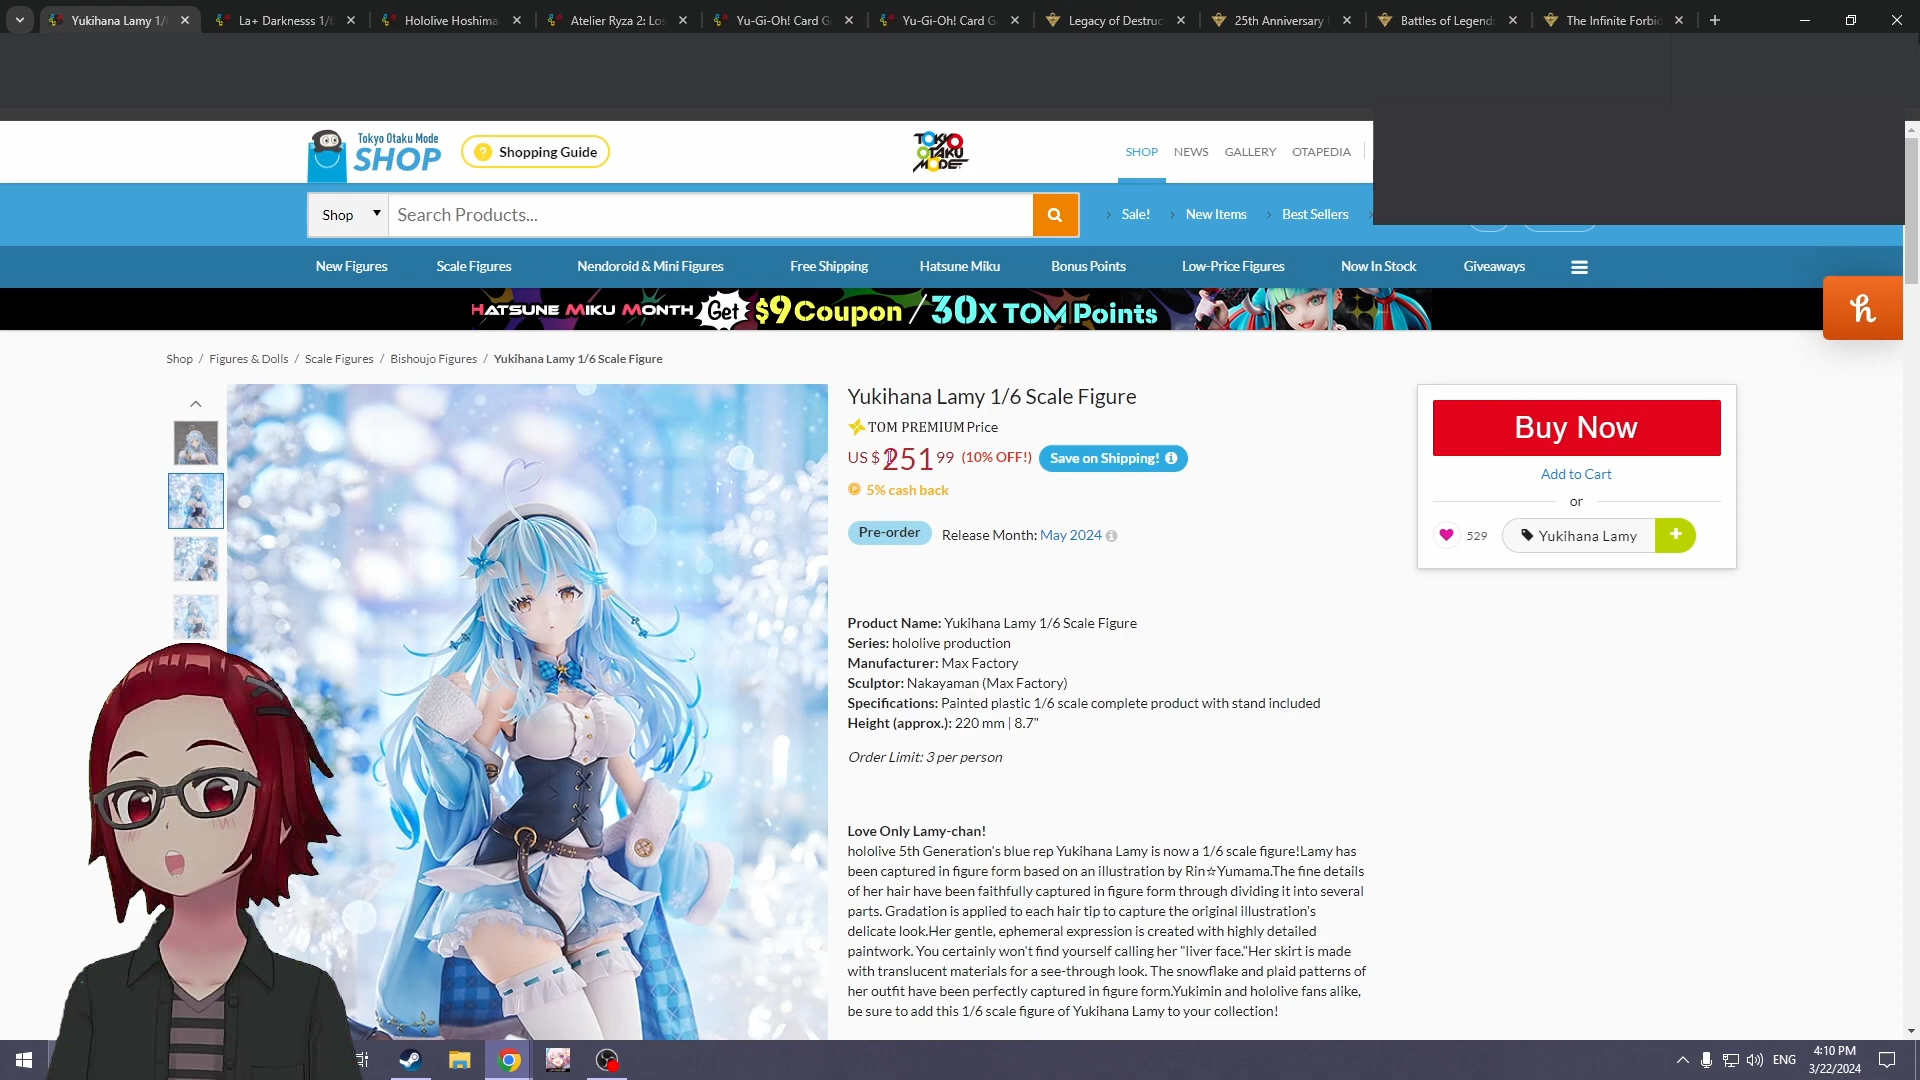 Yukihana Lamy 1/
La+ Darknesss 1/
Hololive Hoshima
Atelier Ryza 2: Los
Yu-Gi-Oh! Card G
Yu-Gi-Oh! Card G
Legacy of Destruc
25th Anniversary
Battles of Legend
The Infinite Forbid
Tokyo Otaku Mode
SHOP
? Shopping Guide
TOKYO
OTAKU
MODE
SHOP
NEWS
GALLERY
OTAPEDIA
Shop
Search Products...
Sale!
New Items
Best Sellers
New Figures
Scale Figures
Nendoroid & Mini Figures
Free Shipping
Hatsune Miku
Bonus Points
Low-Price Figures
Now In Stock
Giveaways
HATSUNE MIKU MONTH Get $9 Coupon / 30x TOM Points
h
Shop / Figures & Dolls / Scale Figures / Bishoujo Figures / Yukihana Lamy 1/6 Scale Figure
Yukihana Lamy 1/6 Scale Figure
TOM PREMIUM Price
US $ 251 99 (10% OFF!) Save on Shipping!
5% cash back
Pre-order Release Month: May 2024
Buy Now
Add to Cart
or
529
Yukihana Lamy +
Product Name: Yukihana Lamy 1/6 Scale Figure
Series: hololive production
Manufacturer: Max Factory
Sculptor: Nakayaman (Max Factory)
Specifications: Painted plastic 1/6 scale complete product with stand included
Height (approx.): 220 mm | 8.7"
Order Limit: 3 per person
Love Only Lamy-chan!
hololive 5th Generation's blue rep Yukihana Lamy is now a 1/6 scale figure!Lamy has
been captured in figure form based on an illustration by Rin☆Yumama.The fine details
of her hair have been faithfully captured in figure form through dividing it into several
parts. Gradation is applied to each hair tip to capture the original illustration's
delicate look.Her gentle, ephemeral expression is created with highly detailed
paintwork. You certainly won't find yourself calling her "liver face."Her skirt is made
with translucent materials for a see-through look. The snowflake and plaid patterns of
her outfit have been perfectly captured in figure form.Yukimin and hololive fans alike,
be sure to add this 1/6 scale figure of Yukihana Lamy to your collection!
ENG
4:10 PM
3/22/2024